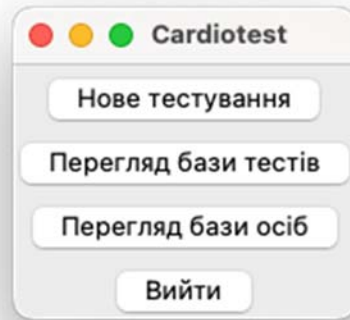 Cardiotest
Нове тестування
Перегляд бази тестів
Перегляд бази осіб
Вийти